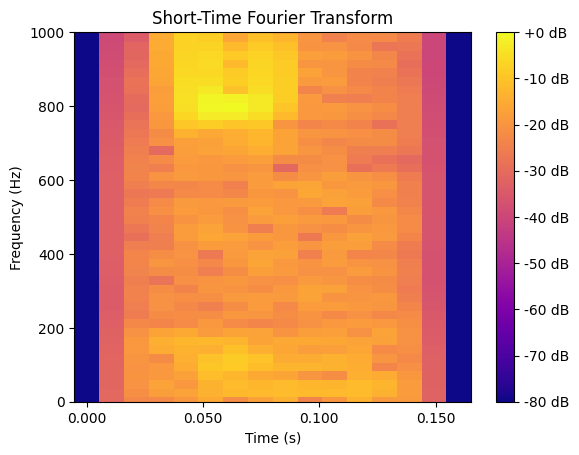 Short-Time Fourier Transform
Frequency (Hz)
1000
800
600
400
200
0
0.000
0.050
0.100
0.150
Time (s)
+0 dB
-10 dB
-20 dB
-30 dB
-40 dB
-50 dB
-60 dB
-70 dB
-80 dB